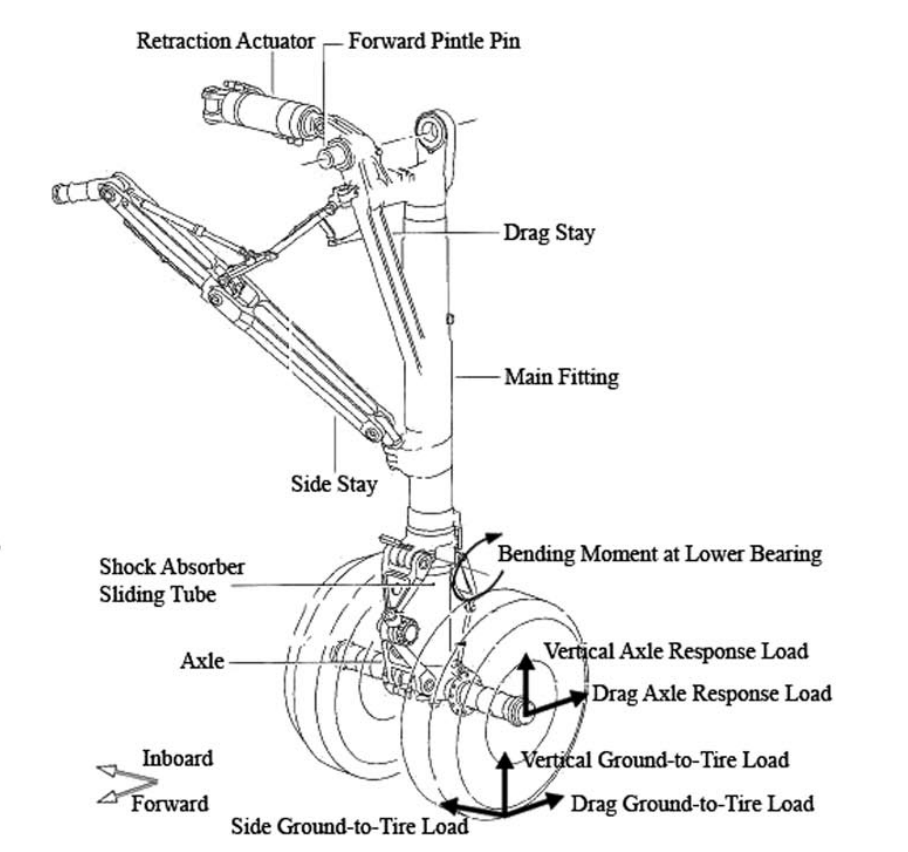 Retraction Actuator
Forward Pintle Pin
Drag Stay
Main Fitting
Side Stay
Bending Moment at Lower Bearing
Shock Absorber
Sliding Tube
Vertical Axle Response Load
Axle
Drag Axle Response Load
Inboard
Vertical Ground-to-Tire Load
Forward
Drag Ground-to-Tire Load
Side Ground-to-Tire Load